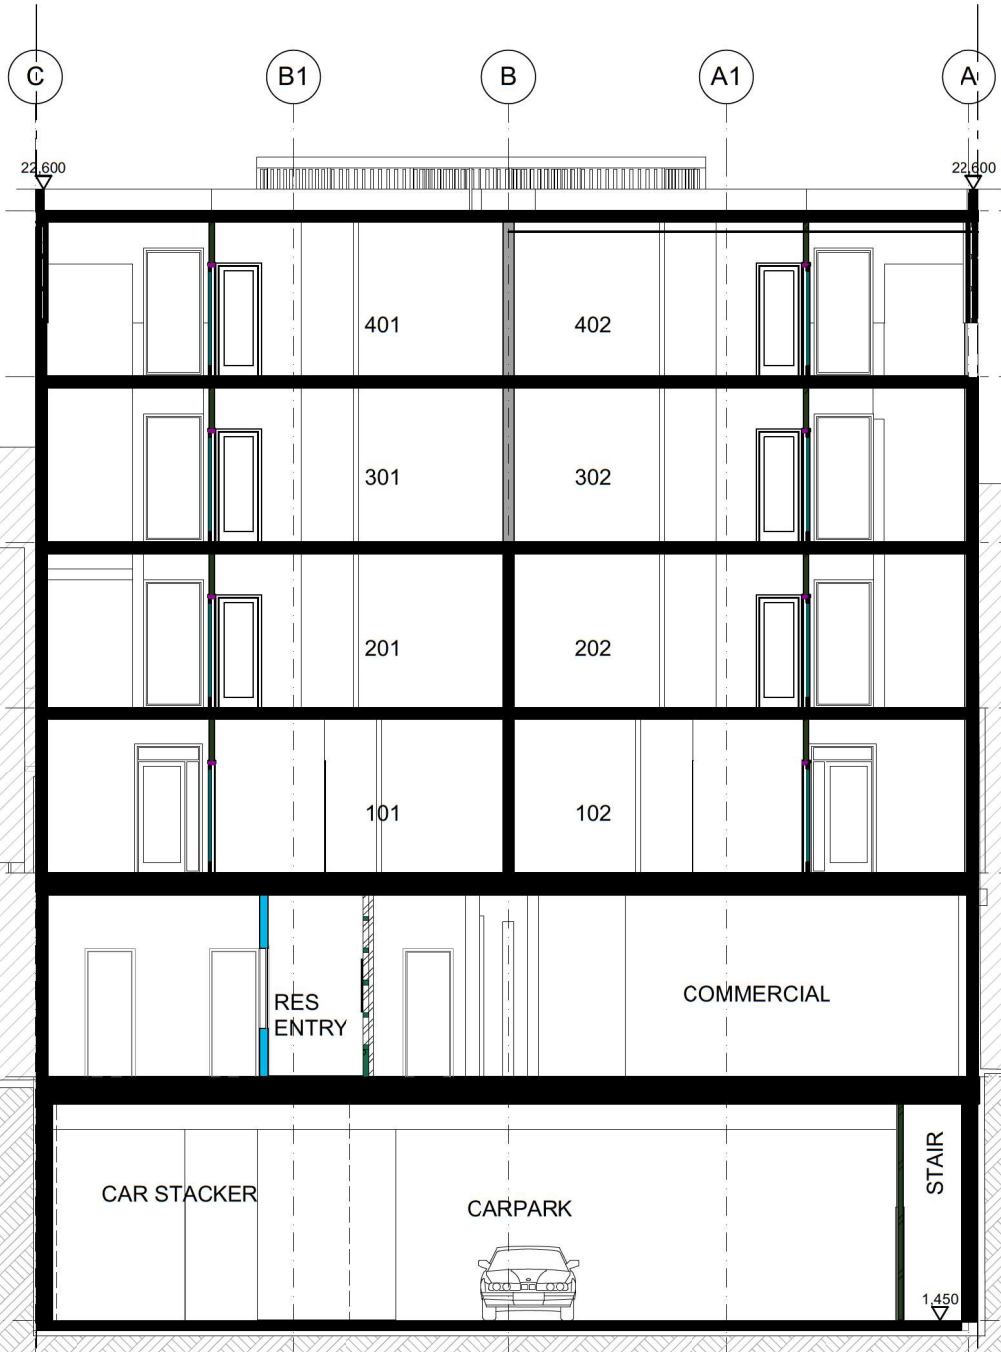 C
B1
B
A1
A
22,600
22,600
401
402
301
302
201
202
101
102
RES
ENTRY
COMMERCIAL
CAR STACKER
CARPARK
STAIR
1,450